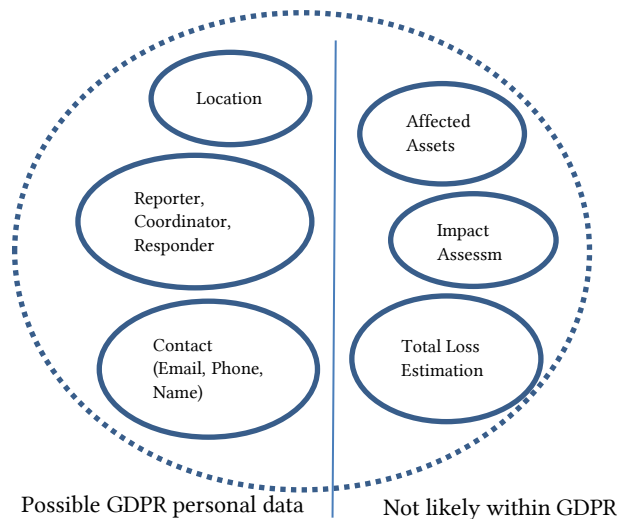 Location
Reporter,
Coordinator,
Responder
Contact
(Email, Phone,
Name)
Affected
Assets
Impact
Assessm
Total Loss
Estimation
Possible GDPR personal data
Not likely within GDPR